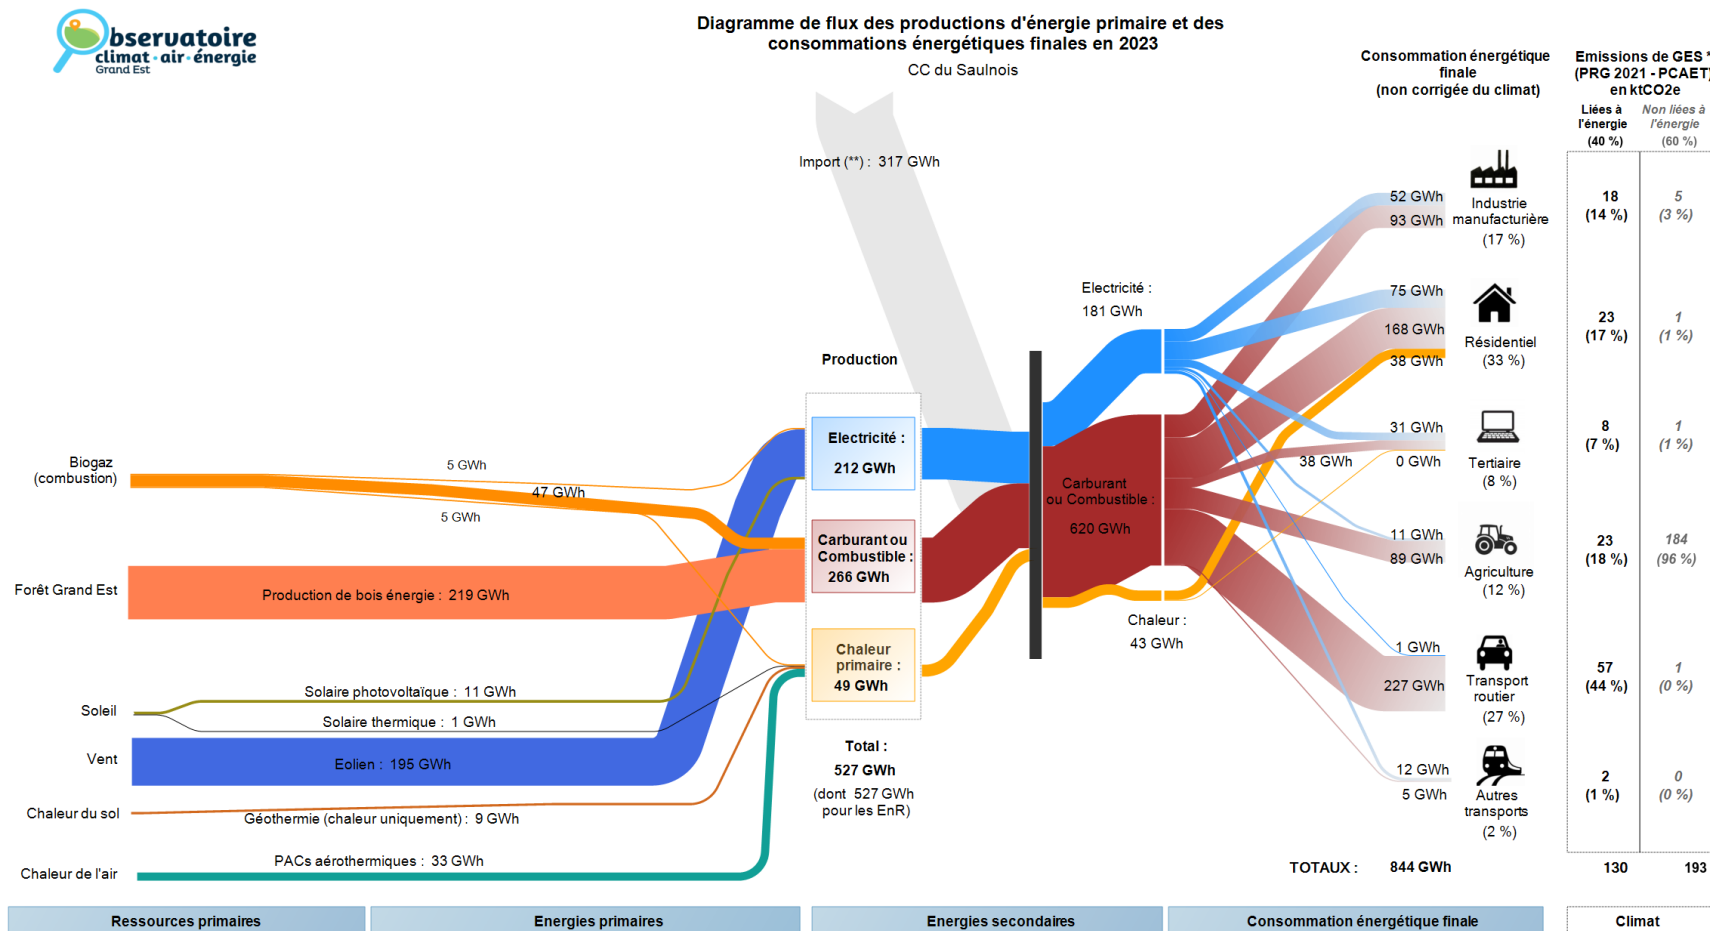 Observatoire
climat · air · énergie
Grand Est
Diagramme de flux des productions d'énergie primaire et des
consommations énergétiques finales en 2023
CC du Saulnois
Consommation énergétique
finale
(non corrigée du climat)
Emissions de GES *
(PRG 2021 - PCAET)
en ktCO2e
Liées à
l'énergie
(40 %)
Non liées à
l'énergie
(60 %)
Import (**) : 317 GWh
52 GWh
93 GWh
Industrie
manufacturière
(17 %)
18
(14 %)
5
(3 %)
Electricité :
181 GWh
75 GWh
168 GWh
38 GWh
Résidentiel
(33 %)
23
(17 %)
1
(1 %)
Production
Electricité :
212 GWh
Carburant ou
Combustible :
266 GWh
Chaleur
primaire :
49 GWh
Total :
527 GWh
(dont 527 GWh
pour les EnR)
Carburant
ou Combustible :
620 GWh
Chaleur :
43 GWh
31 GWh
38 GWh
0 GWh
Tertiaire
(8 %)
8
(7 %)
1
(1 %)
11 GWh
89 GWh
Agriculture
(12 %)
23
(18 %)
184
(96 %)
1 GWh
227 GWh
Transport
routier
(27 %)
57
(44 %)
1
(0 %)
12 GWh
5 GWh
Autres
transports
(2 %)
2
(1 %)
0
(0 %)
Biogaz
(combustion)
5 GWh
47 GWh
5 GWh
Forêt Grand Est
Production de bois énergie : 219 GWh
Soleil
Solaire photovoltaïque : 11 GWh
Solaire thermique : 1 GWh
Vent
Eolien : 195 GWh
Chaleur du sol
Géothermie (chaleur uniquement) : 9 GWh
Chaleur de l'air
PACs aérothermiques : 33 GWh
TOTAUX : 844 GWh
130
193
Ressources primaires
Energies primaires
Energies secondaires
Consommation énergétique finale
Climat